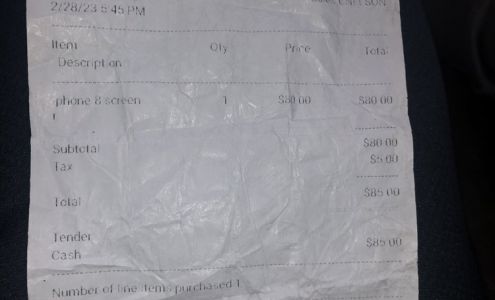 2/28/23 5:45 PM
Item Qty Price Total
Description
phone 8 screen 1 $80.00 $80.00
Subtotal $80.00
Tax $5.00
Total $85.00
Tender
Cash $85.00
Number of line items purchased 1